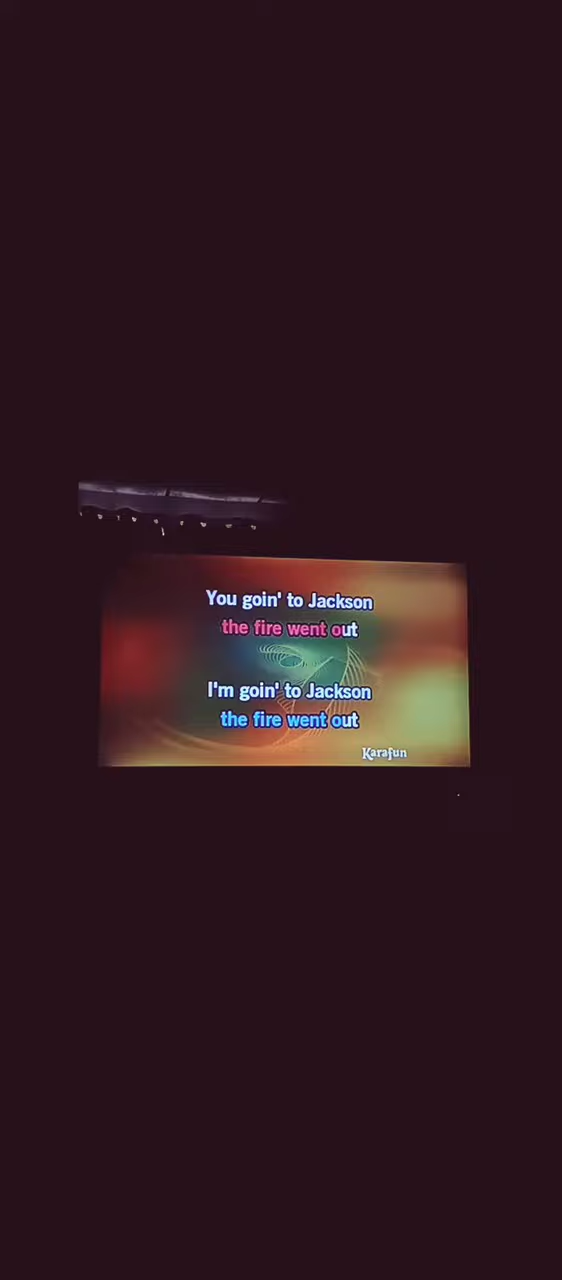 You goin' to Jackson
the fire went out
I'm goin' to Jackson
the fire went out
Karafun